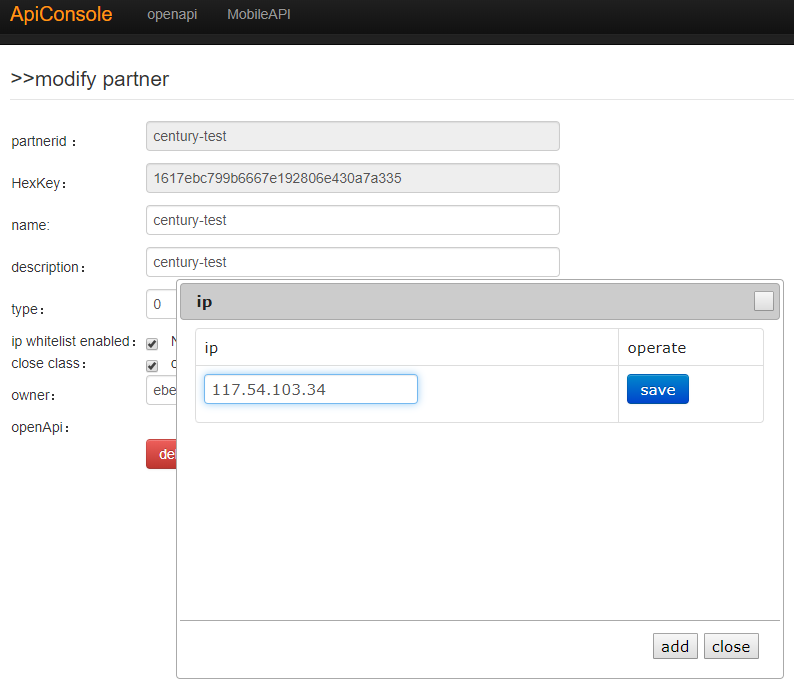 ApiConsole openapi MobileAPI
>>modify partner
partnerid：
century-test
HexKey：
1617ebc799b6667e192806e430a7a335
name:
century-test
description：
century-test
type：
0
ip whitelist enabled：
close class：
owner：
ebe
openApi：
del
ip
ip operate
117.54.103.34 save
add close